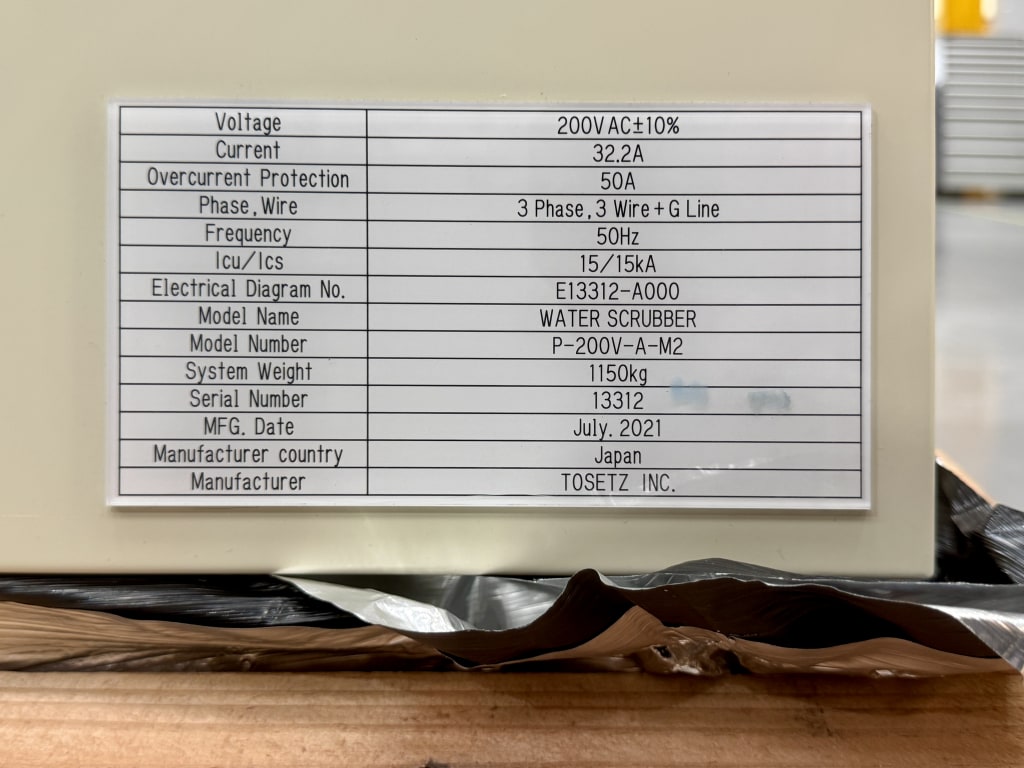 Voltage 200V AC±10%
Current 32.2A
Overcurrent Protection 50A
Phase, Wire 3 Phase, 3 Wire + G Line
Frequency 50Hz
Icu/Ics 15/15kA
Electrical Diagram No. E13312-A000
Model Name WATER SCRUBBER
Model Number P-200V-A-M2
System Weight 1150kg
Serial Number 13312
MFG. Date July. 2021
Manufacturer country Japan
Manufacturer TOSETZ INC.